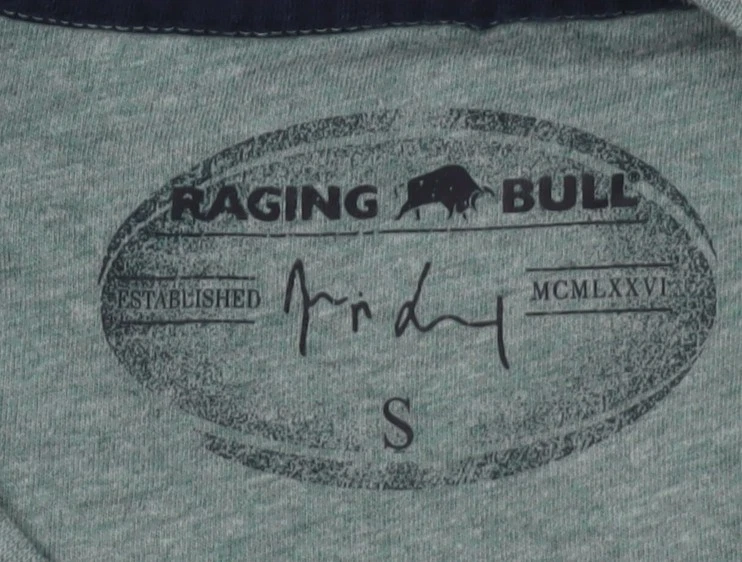 RAGING BULL®
ESTABLISHED MCMLXXVI
S